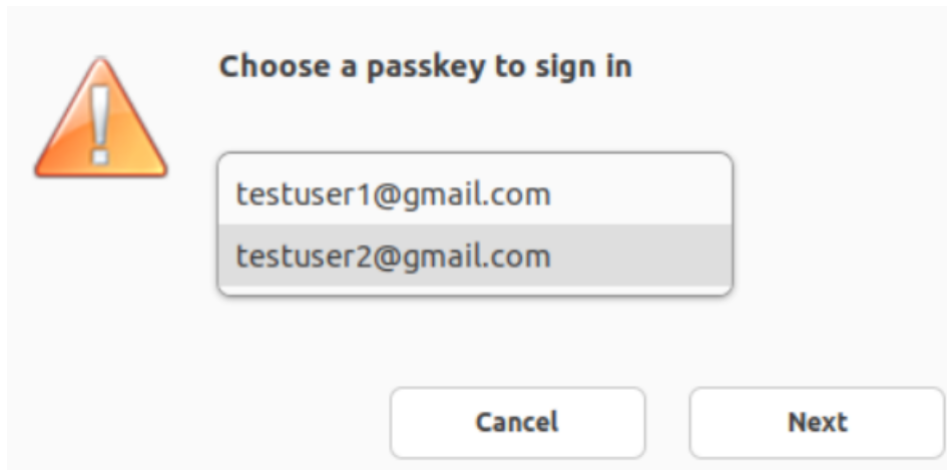 Choose a passkey to sign in
testuser1@gmail.com
testuser2@gmail.com
Cancel
Next